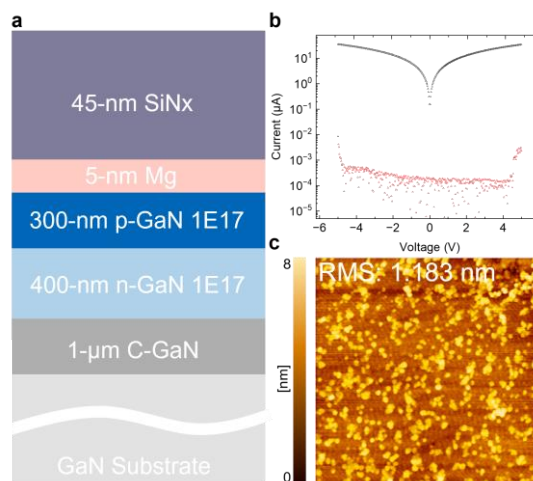 a
45-nm SiNx
5-nm Mg
300-nm p-GaN 1E17
400-nm n-GaN 1E17
1-μm C-GaN
GaN Substrate
b
Current (μA)
10¹
10⁰
10⁻¹
10⁻²
10⁻³
10⁻⁴
10⁻⁵
−6 −4 −2 0 2 4 6
Voltage (V)
c
8
[nm]
0
RMS: 1.183 nm